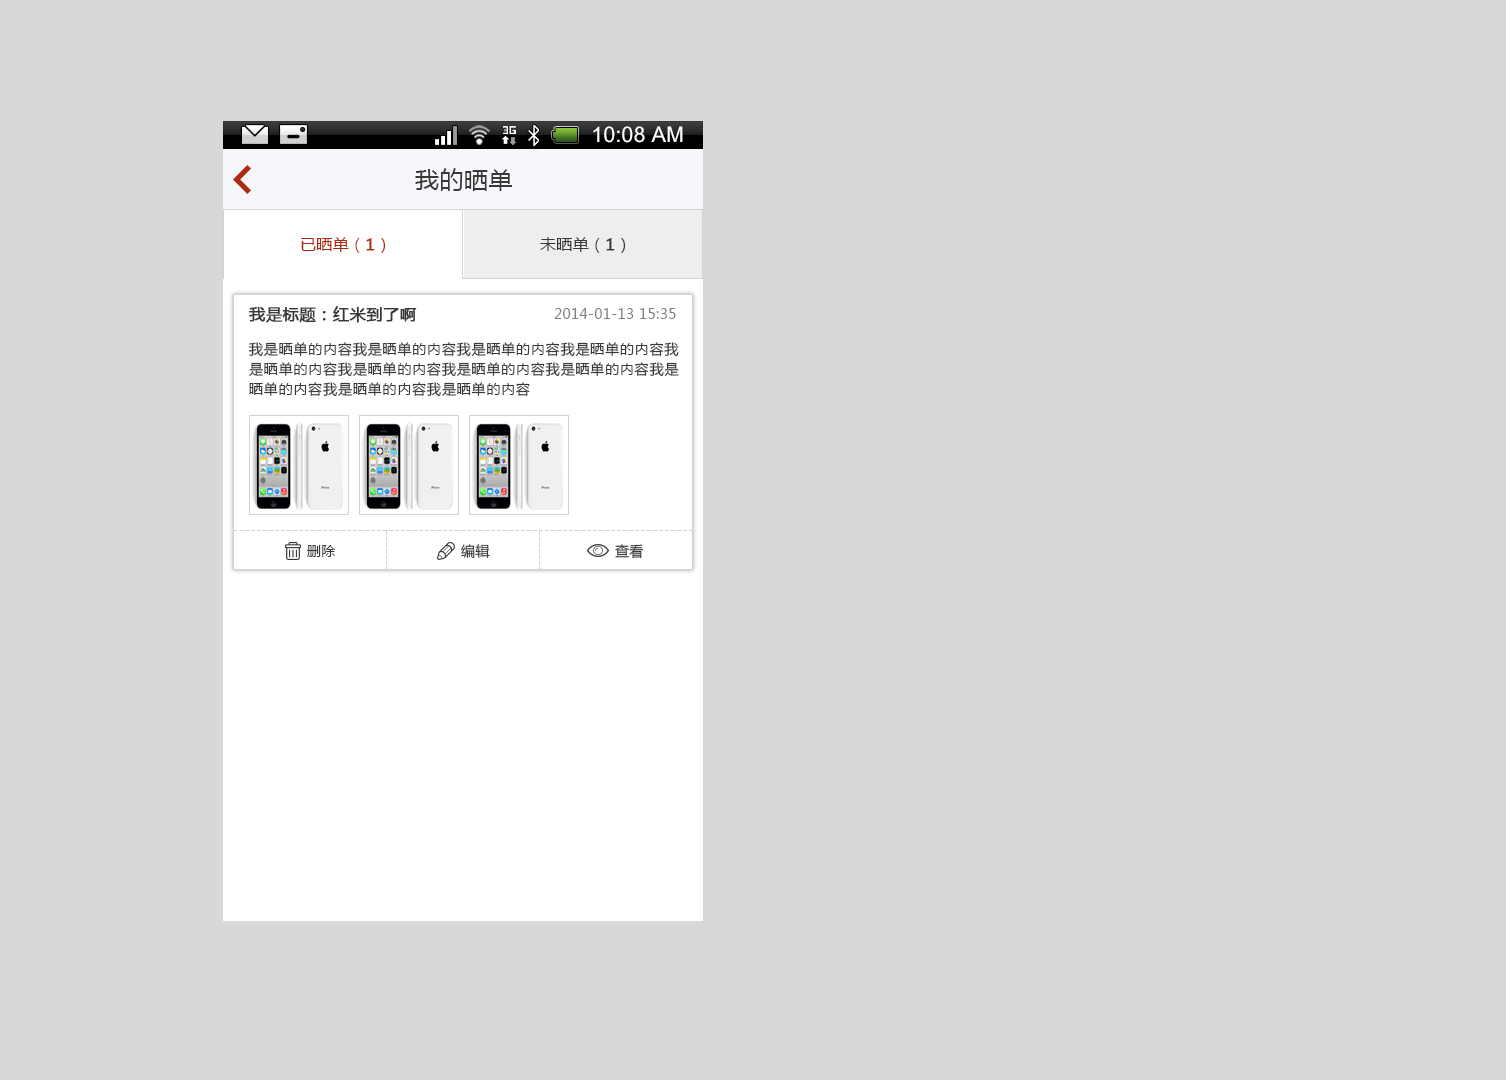 3G
10:08 AM
我的晒单
已晒单（1）
未晒单（1）
我是标题：红米到了啊
2014-01-13 15:35
我是晒单的内容我是晒单的内容我是晒单的内容我是晒单的内容我
是晒单的内容我是晒单的内容我是晒单的内容我是晒单的内容我是
晒单的内容我是晒单的内容我是晒单的内容
删除
编辑
查看